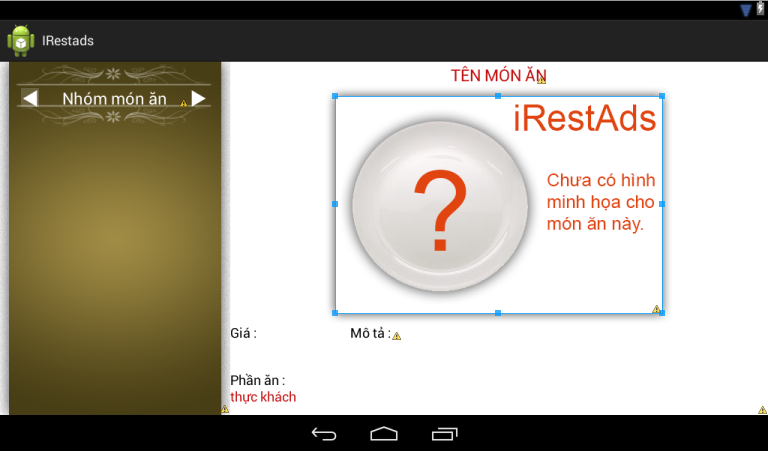 IRestads
Nhóm món ăn
TÊN MÓN ĂN
iRestAds
?
Chưa có hình
minh họa cho
món ăn này.
Giá :
Mô tả :
Phần ăn :
thực khách